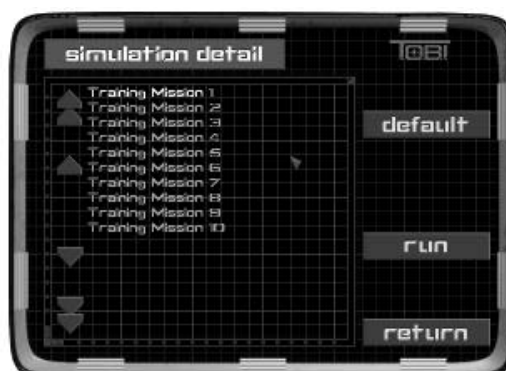 simulation detail
TOBI
Training Mission 1
Training Mission 2
Training Mission 3
Training Mission 4
Training Mission 5
Training Mission 6
Training Mission 7
Training Mission 8
Training Mission 9
Training Mission 10
default
run
return